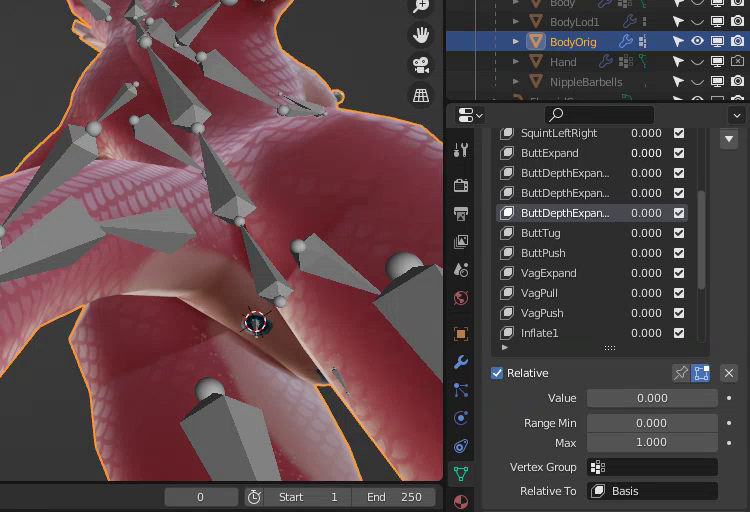 Body
BodyLod1
BodyOrig
Hand
NippleBarbells
SquintLeftRight 0.000
ButtExpand 0.000
ButtDepthExpan... 0.000
ButtDepthExpan... 0.000
ButtDepthExpan... 0.000
ButtTug 0.000
ButtPush 0.000
VagExpand 0.000
VagPull 0.000
VagPush 0.000
Inflate1 0.000
Relative
Value 0.000
Range Min 0.000
Max 1.000
Vertex Group
Relative To Basis
0 Start 1 End 250